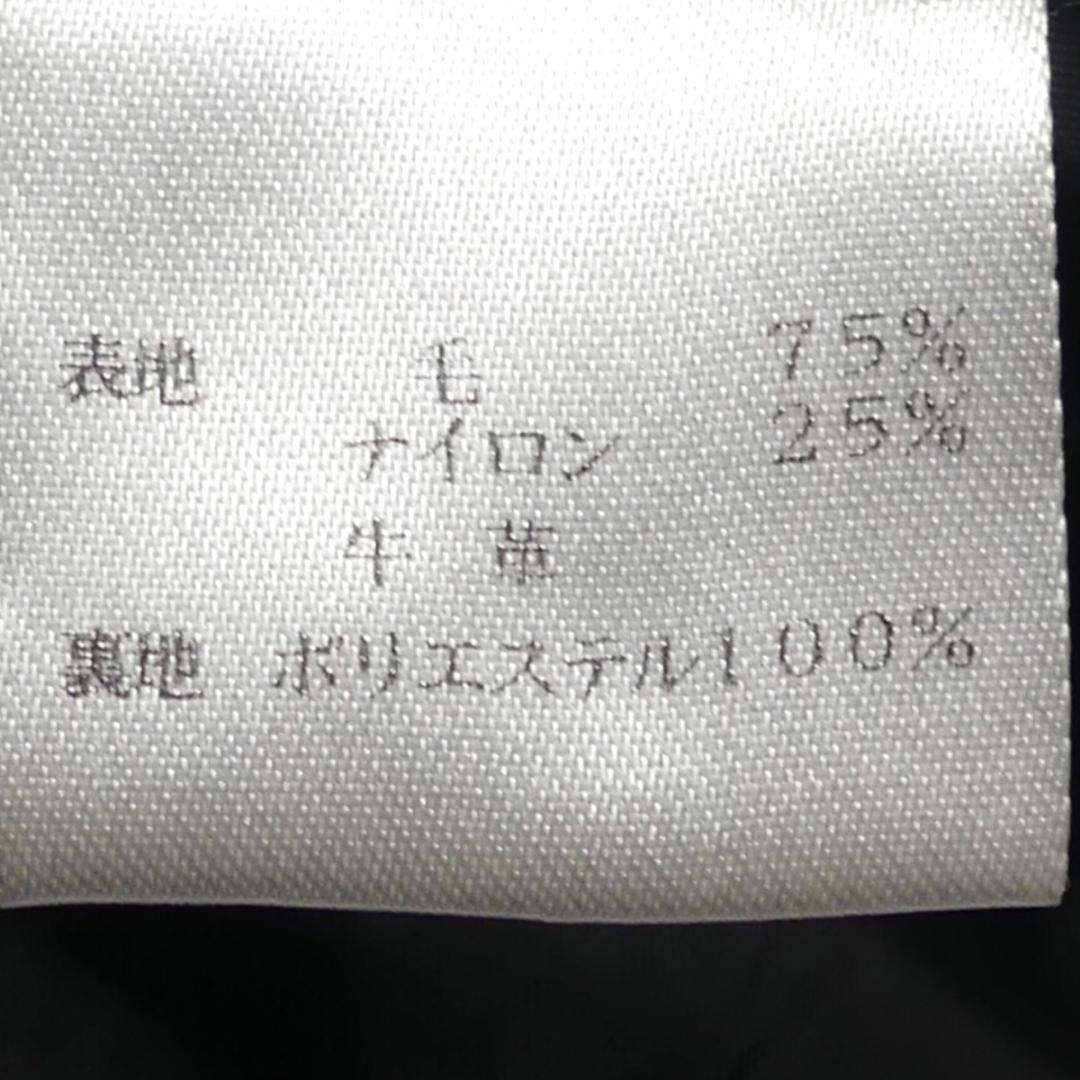 表地 毛 75%
ナイロン 25%
牛 革
裏地 ポリエステル100%